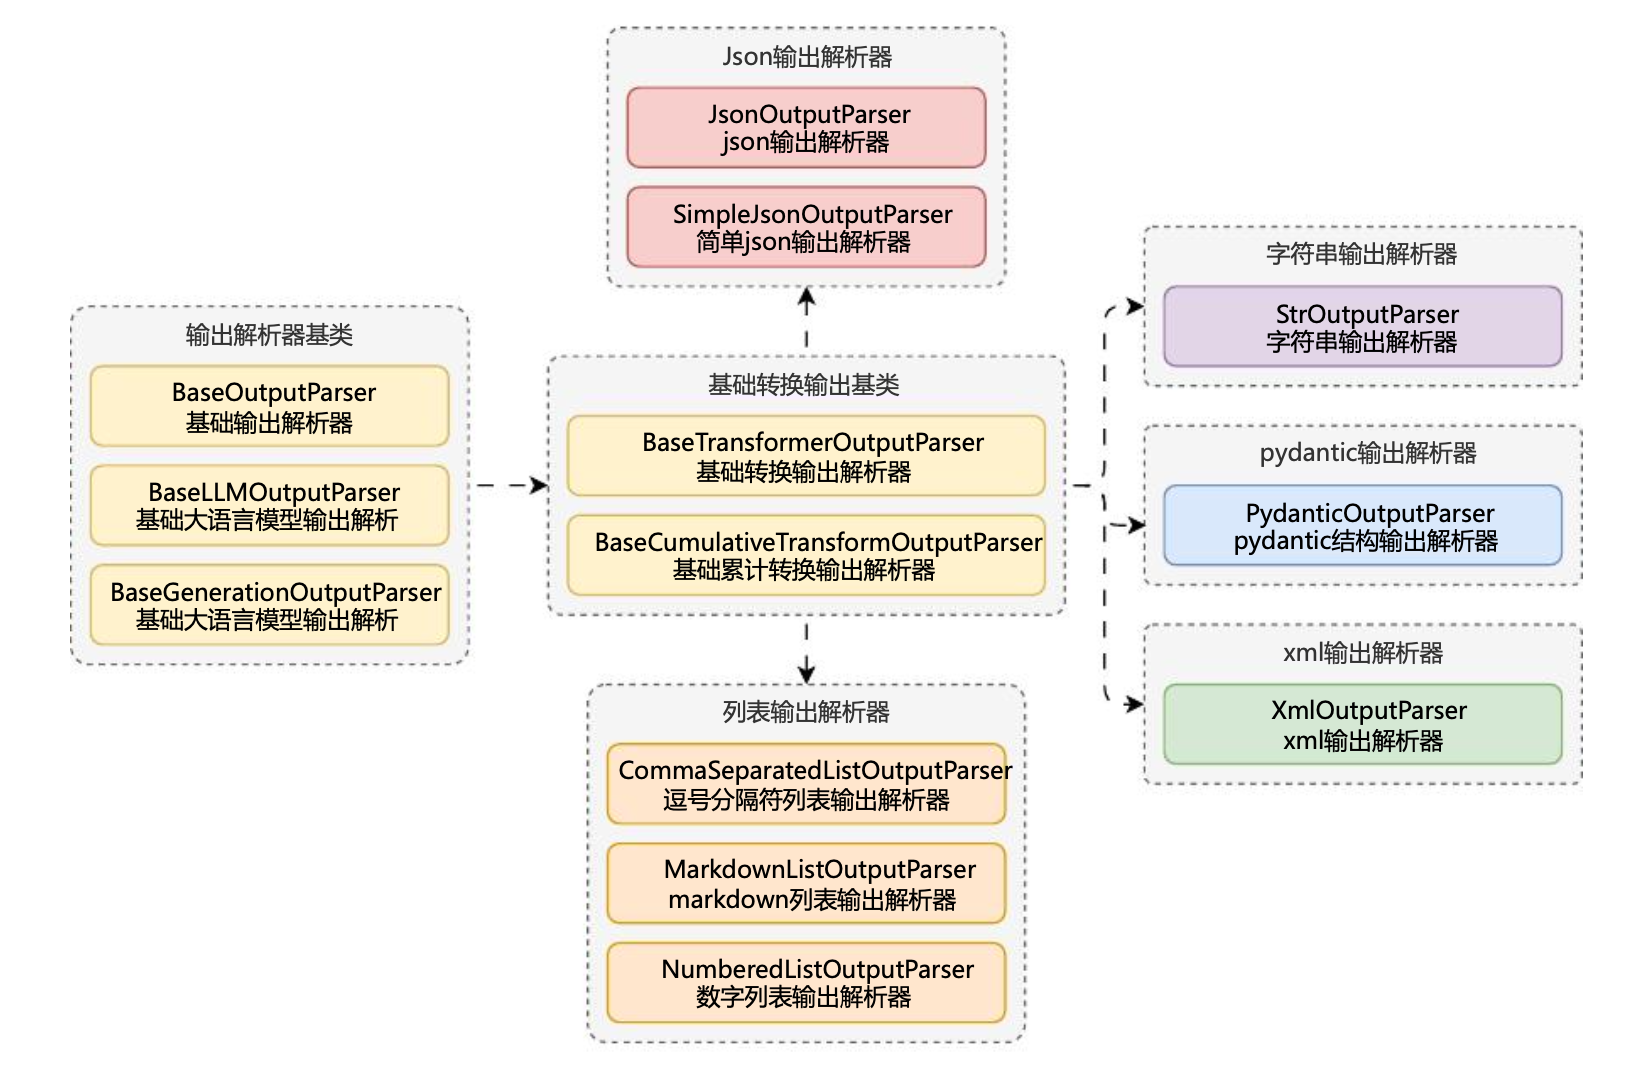 Json输出解析器
JsonOutputParser
json输出解析器
SimpleJsonOutputParser
简单json输出解析器
输出解析器基类
BaseOutputParser
基础输出解析器
BaseLLMOutputParser
基础大语言模型输出解析
BaseGenerationOutputParser
基础大语言模型输出解析
基础转换输出基类
BaseTransformerOutputParser
基础转换输出解析器
BaseCumulativeTransformOutputParser
基础累计转换输出解析器
字符串输出解析器
StrOutputParser
字符串输出解析器
pydantic输出解析器
PydanticOutputParser
pydantic结构输出解析器
xml输出解析器
XmlOutputParser
xml输出解析器
列表输出解析器
CommaSeparatedListOutputParser
逗号分隔符列表输出解析器
MarkdownListOutputParser
markdown列表输出解析器
NumberedListOutputParser
数字列表输出解析器